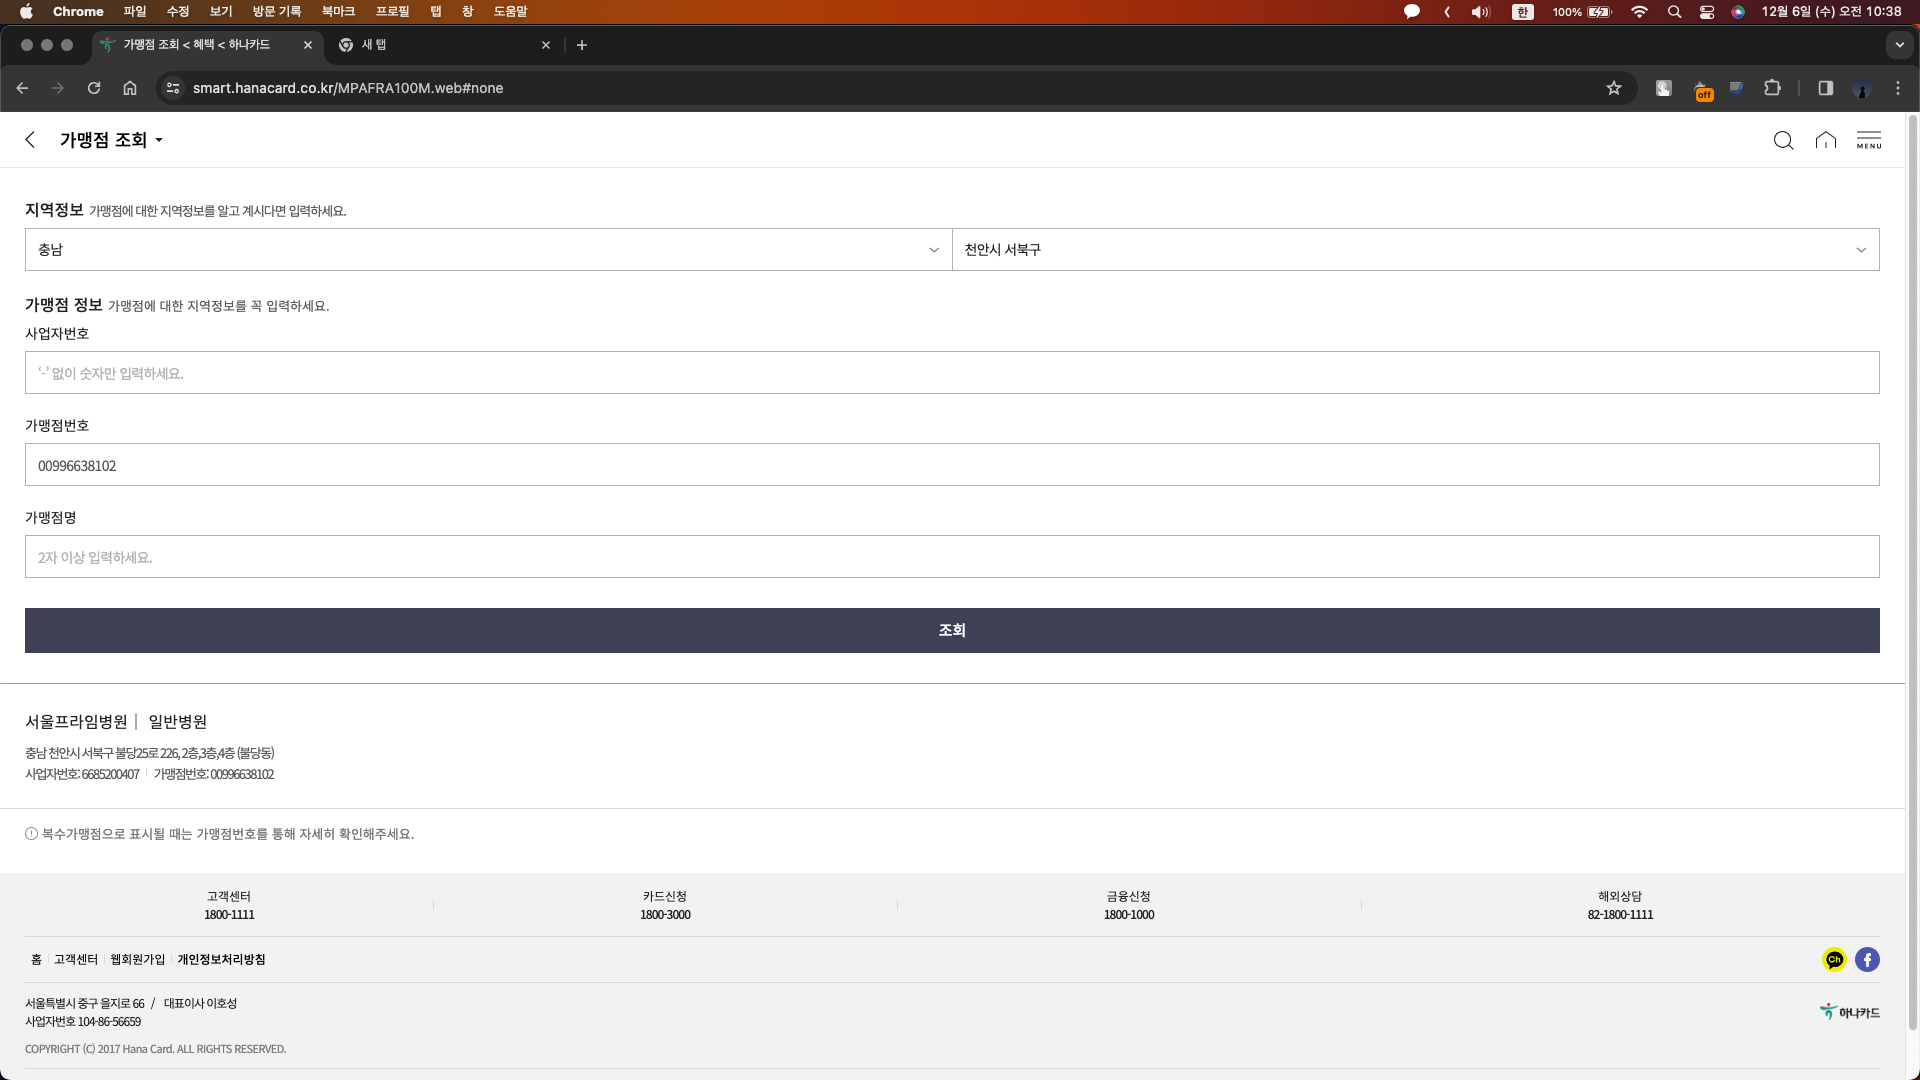 Chrome 파일 수정 보기 방문 기록 북마크 프로필 탭 창 도움말 한 100% 12월 6일 (수) 오전 10:38
가맹점 조회 < 혜택 < 하나카드 새 탭
smart.hanacard.co.kr/MPAFRA100M.web#none off
가맹점 조회 MENU
지역정보 가맹점에 대한 지역정보를 알고 계시다면 입력하세요.
충남 천안시 서북구
가맹점 정보 가맹점에 대한 지역정보를 꼭 입력하세요.
사업자번호
'-' 없이 숫자만 입력하세요.
가맹점번호
00996638102
가맹점명
2자 이상 입력하세요.
조회
서울프라임병원 | 일반병원
충남 천안시 서북구 불당25로 226, 2층,3층,4층 (불당동)
사업자번호: 6685200407 | 가맹점번호: 00996638102
복수가맹점으로 표시될 때는 가맹점번호를 통해 자세히 확인해주세요.
고객센터 카드신청 금융신청 해외상담
1800-1111 1800-3000 1800-1000 82-1800-1111
홈 고객센터 웹회원가입 개인정보처리방침 Ch f
서울특별시 중구 을지로 66 / 대표이사 이호성
사업자번호 104-86-56659 하나카드
COPYRIGHT (C) 2017 Hana Card. ALL RIGHTS RESERVED.